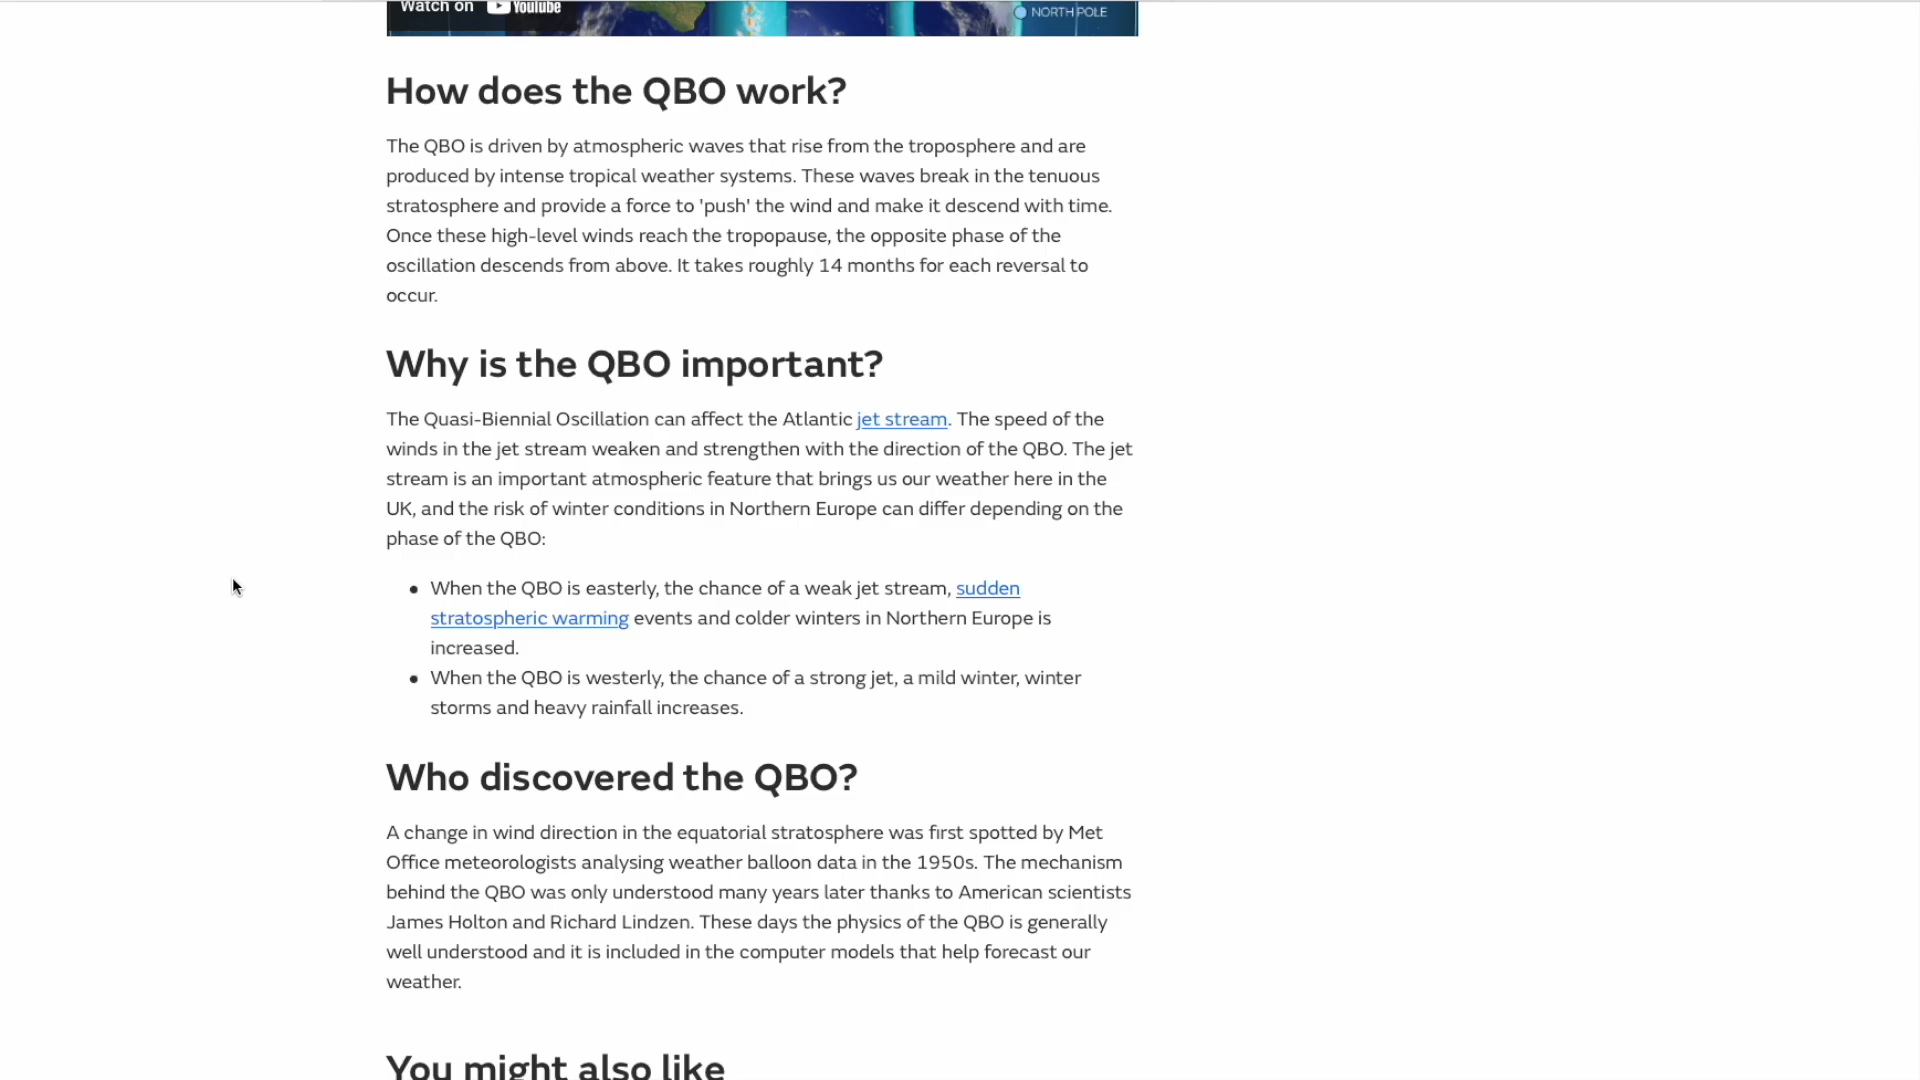 Watch on YouTube
NORTH POLE
How does the QBO work?
The QBO is driven by atmospheric waves that rise from the troposphere and are
produced by intense tropical weather systems. These waves break in the tenuous
stratosphere and provide a force to 'push' the wind and make it descend with time.
Once these high-level winds reach the tropopause, the opposite phase of the
oscillation descends from above. It takes roughly 14 months for each reversal to
occur.
Why is the QBO important?
The Quasi-Biennial Oscillation can affect the Atlantic jet stream. The speed of the
winds in the jet stream weaken and strengthen with the direction of the QBO. The jet
stream is an important atmospheric feature that brings us our weather here in the
UK, and the risk of winter conditions in Northern Europe can differ depending on the
phase of the QBO:
• When the QBO is easterly, the chance of a weak jet stream, sudden
stratospheric warming events and colder winters in Northern Europe is
increased.
• When the QBO is westerly, the chance of a strong jet, a mild winter, winter
storms and heavy rainfall increases.
Who discovered the QBO?
A change in wind direction in the equatorial stratosphere was first spotted by Met
Office meteorologists analysing weather balloon data in the 1950s. The mechanism
behind the QBO was only understood many years later thanks to American scientists
James Holton and Richard Lindzen. These days the physics of the QBO is generally
well understood and it is included in the computer models that help forecast our
weather.
You might also like